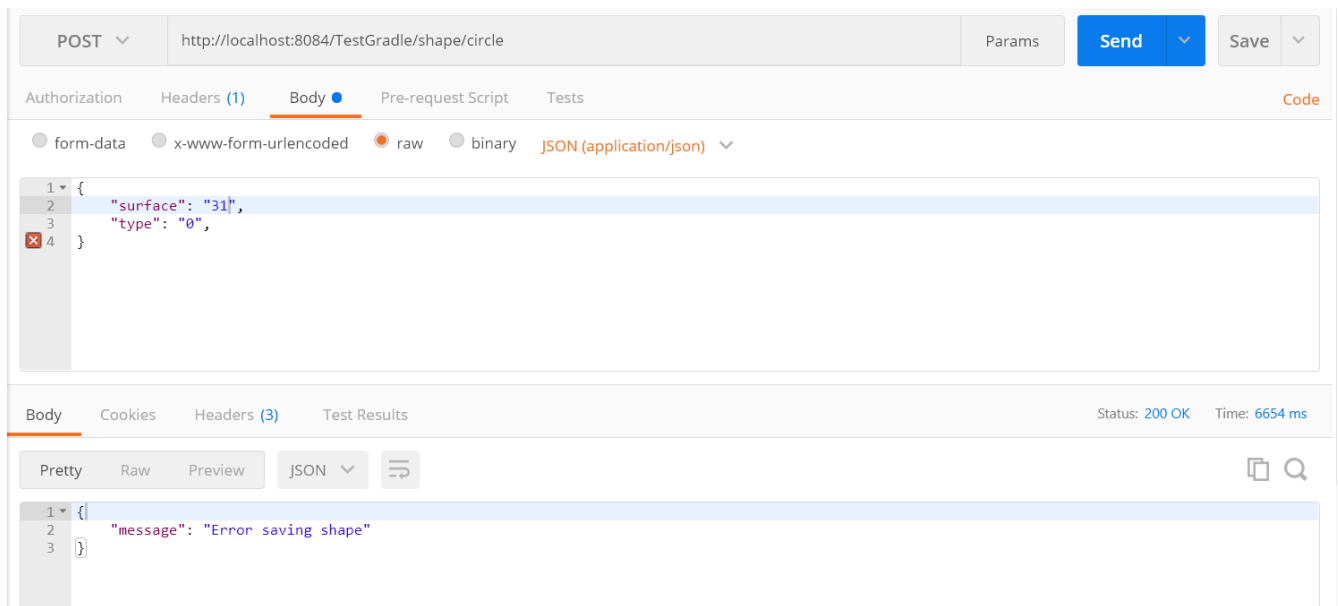 POST http://localhost:8084/TestGradle/shape/circle Params Send Save
Authorization Headers (1) Body Pre-request Script Tests Code
form-data x-www-form-urlencoded raw binary JSON (application/json)
1 {
2 "surface": "31",
3 "type": "0",
4 }
Body Cookies Headers (3) Test Results Status: 200 OK Time: 6654 ms
Pretty Raw Preview JSON
1 {
2 "message": "Error saving shape"
3 }